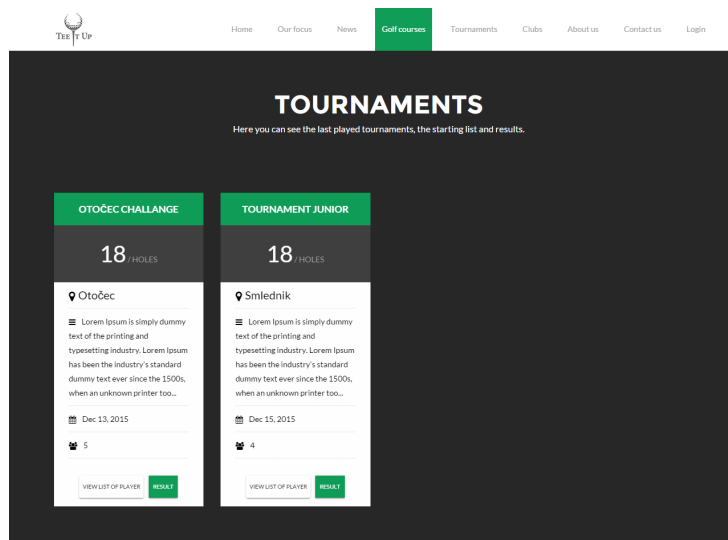 TEE IT UP
Home Our focus News Golf courses Tournaments Clubs About us Contact us Login
TOURNAMENTS
Here you can see the last played tournaments, the starting list and results.
OTOČEC CHALLANGE
18 / HOLES
Otočec
Lorem Ipsum is simply dummy
text of the printing and
typesetting industry. Lorem Ipsum
has been the industry's standard
dummy text ever since the 1500s,
when an unknown printer too...
Dec 13, 2015
5
VIEW LIST OF PLAYER RESULT
TOURNAMENT JUNIOR
18 / HOLES
Smlednik
Lorem Ipsum is simply dummy
text of the printing and
typesetting industry. Lorem Ipsum
has been the industry's standard
dummy text ever since the 1500s,
when an unknown printer too...
Dec 15, 2015
4
VIEW LIST OF PLAYER RESULT